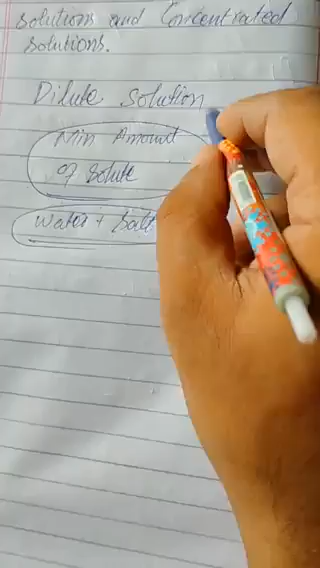 solutions and Concentrated
solutions.
Dilute solution
Min Amount
of solute
water + Salt